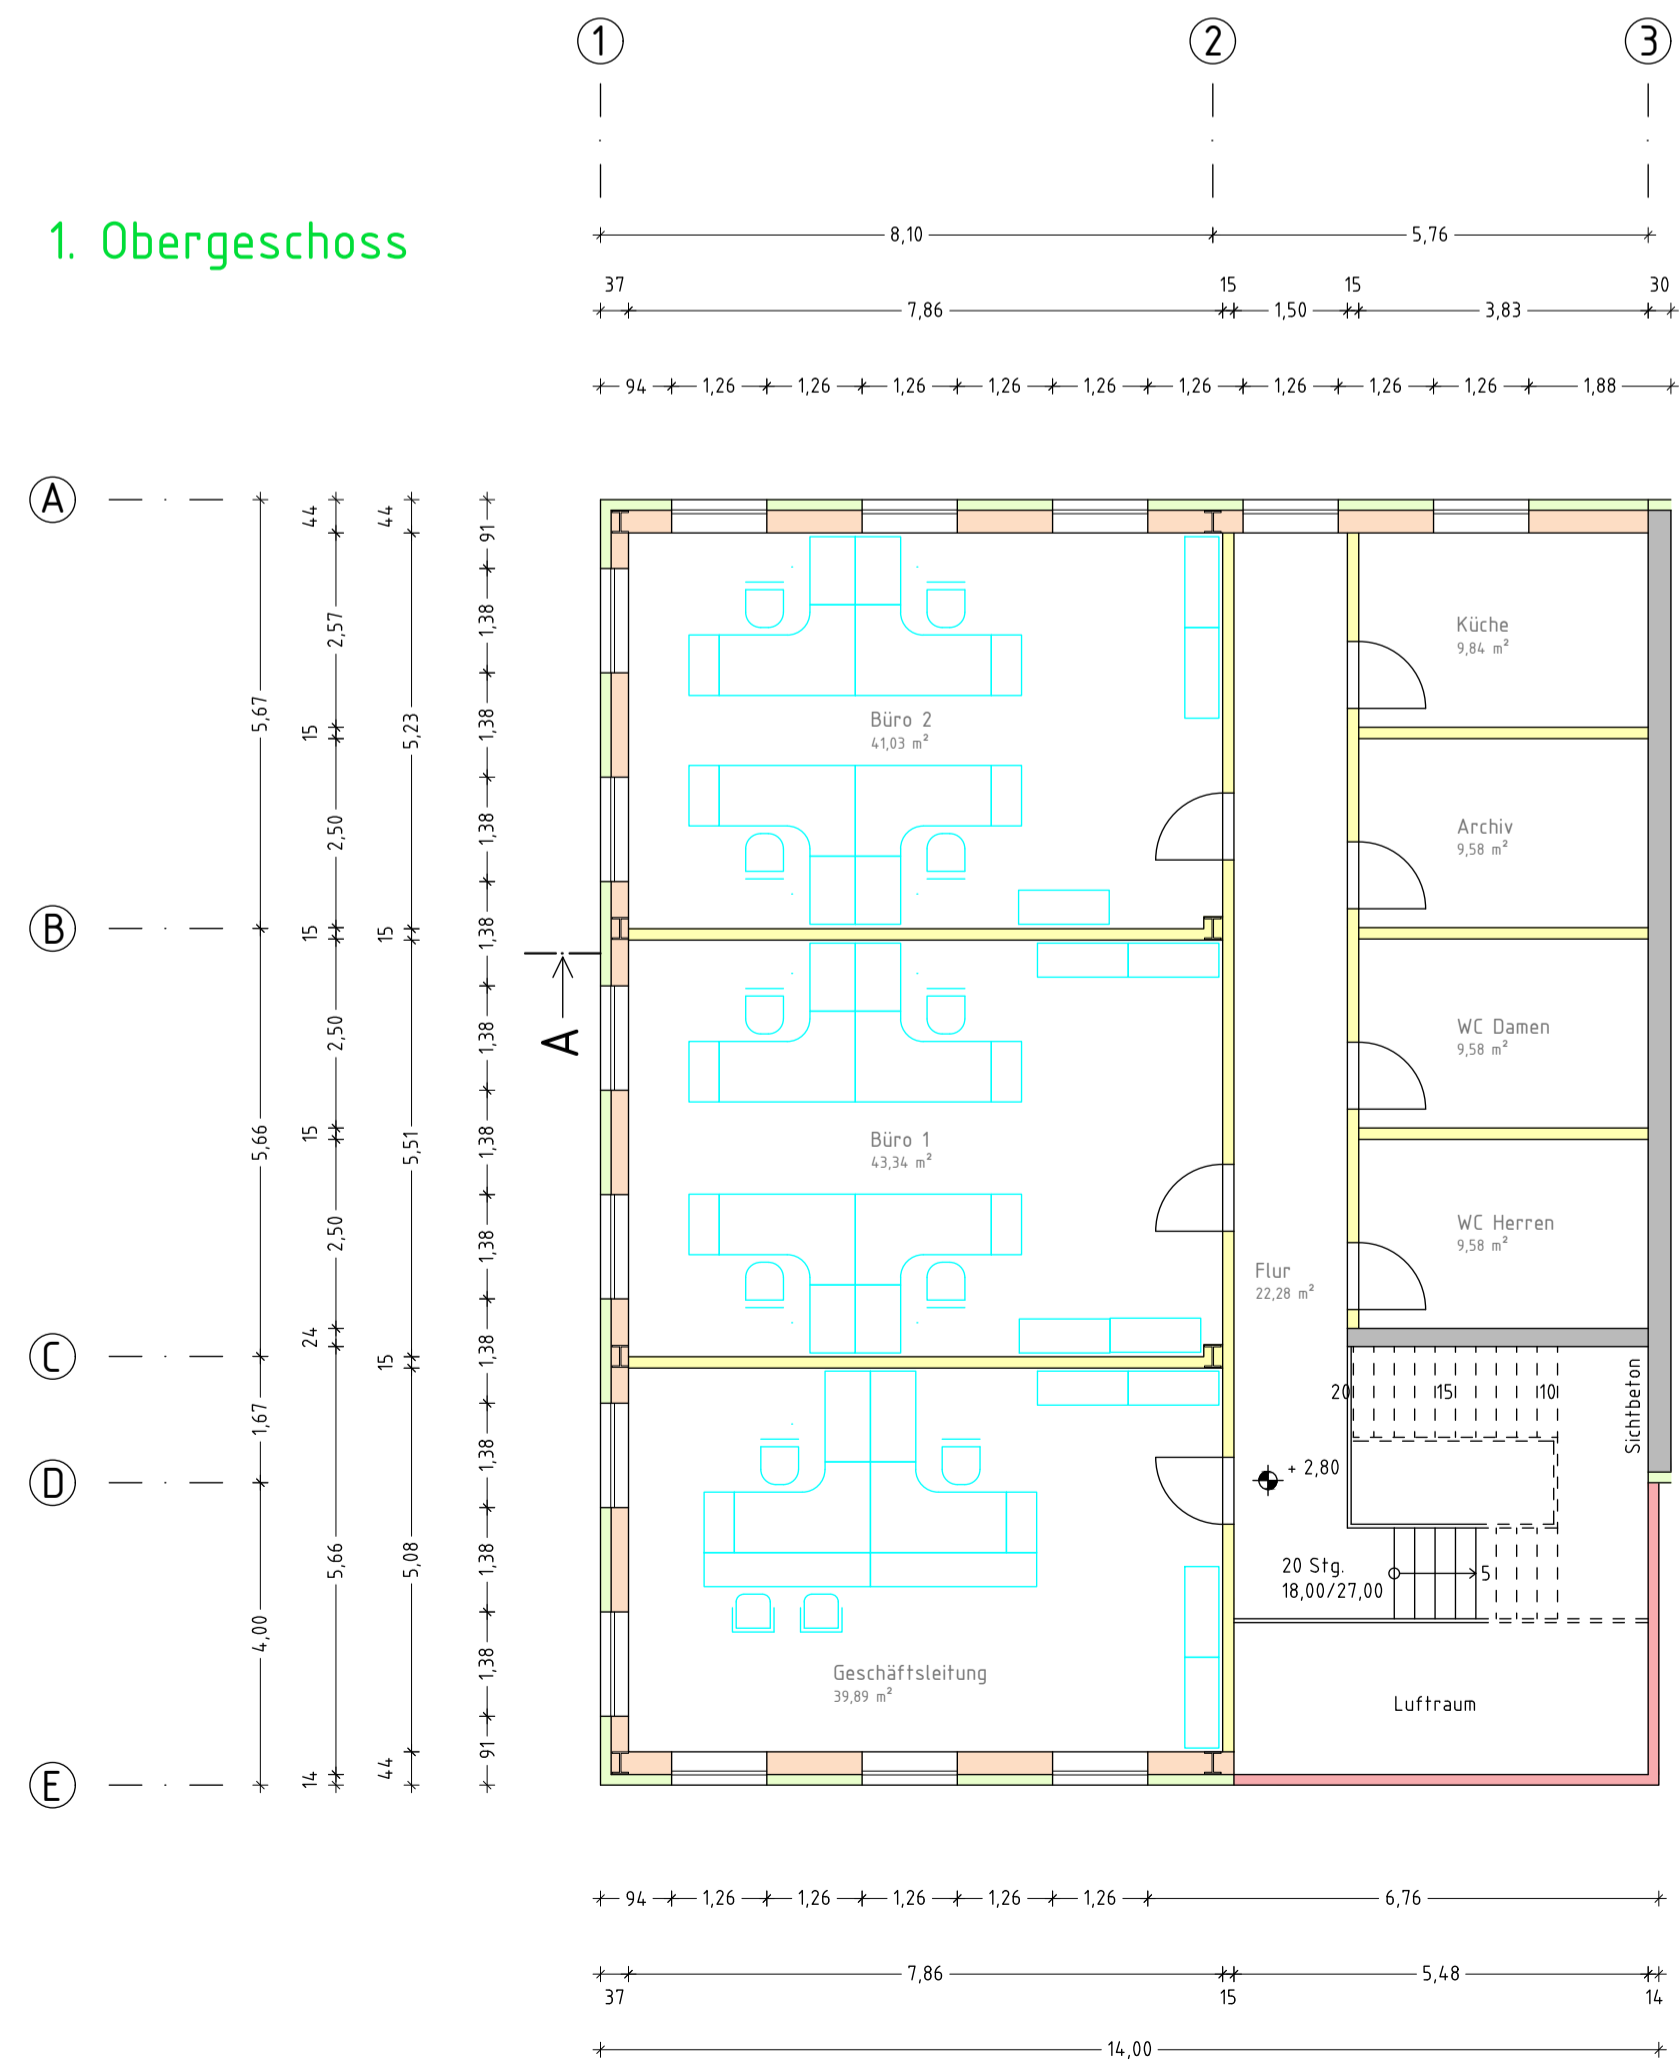 1 2 3
1. Obergeschoss
8,10 5,76
37 15 15 30
7,86 1,50 3,83
94 1,26 1,26 1,26 1,26 1,26 1,26 1,26 1,26 1,26 1,88
A
B
C
D
E
5,67
5,66
1,67
4,00
44
2,57
15
2,50
15
2,50
15
2,50
24
5,66
14
44
5,23
15
5,51
15
5,08
44
91
1,38
1,38
1,38
1,38
1,38
1,38
1,38
1,38
1,38
1,38
1,38
1,38
91
A
Büro 2
41,03 m²
Büro 1
43,34 m²
Geschäftsleitung
39,89 m²
Küche
9,84 m²
Archiv
9,58 m²
WC Damen
9,58 m²
WC Herren
9,58 m²
Flur
22,28 m²
20 15 10
Sichtbeton
+ 2,80
20 Stg.
18,00/27,00
5
Luftraum
94 1,26 1,26 1,26 1,26 1,26 6,76
7,86 5,48
37 15 14
14,00